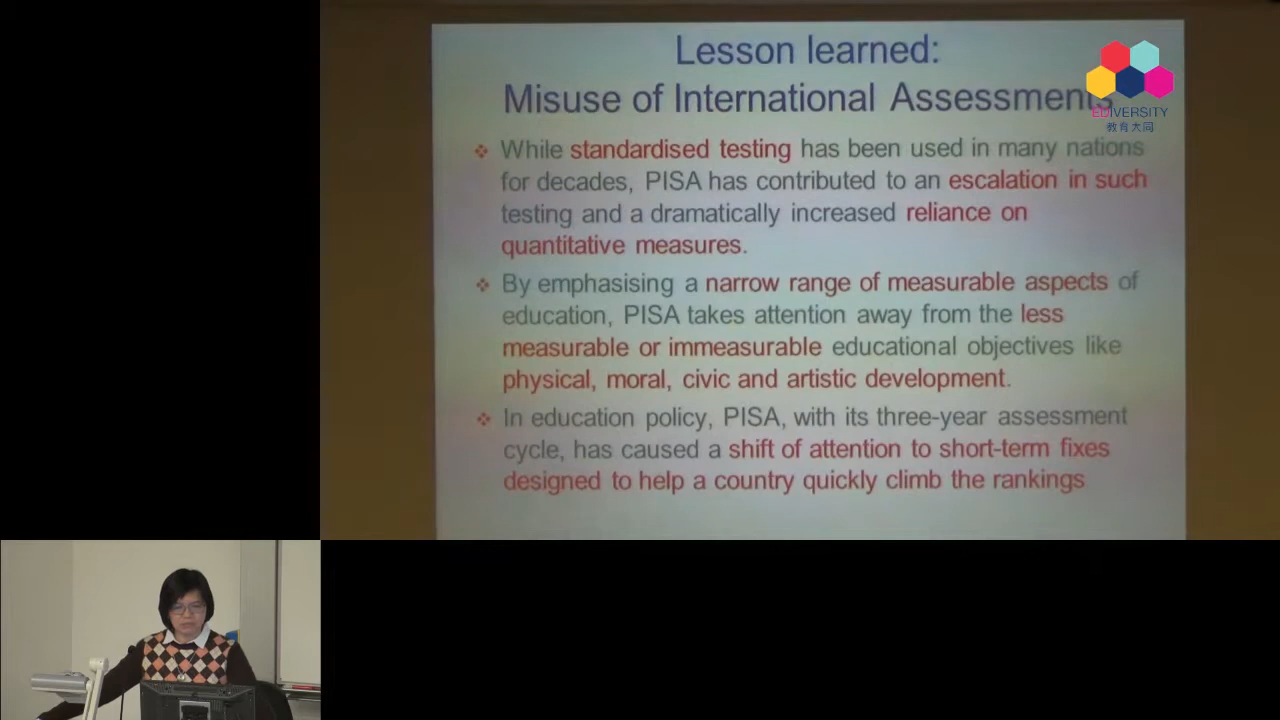 Lesson learned:
Misuse of International Assessments
EDIVERSITY
教育大同
While standardised testing has been used in many nations
for decades, PISA has contributed to an escalation in such
testing and a dramatically increased reliance on
quantitative measures.
By emphasising a narrow range of measurable aspects of
education, PISA takes attention away from the less
measurable or immeasurable educational objectives like
physical, moral, civic and artistic development.
In education policy, PISA, with its three-year assessment
cycle, has caused a shift of attention to short-term fixes
designed to help a country quickly climb the rankings